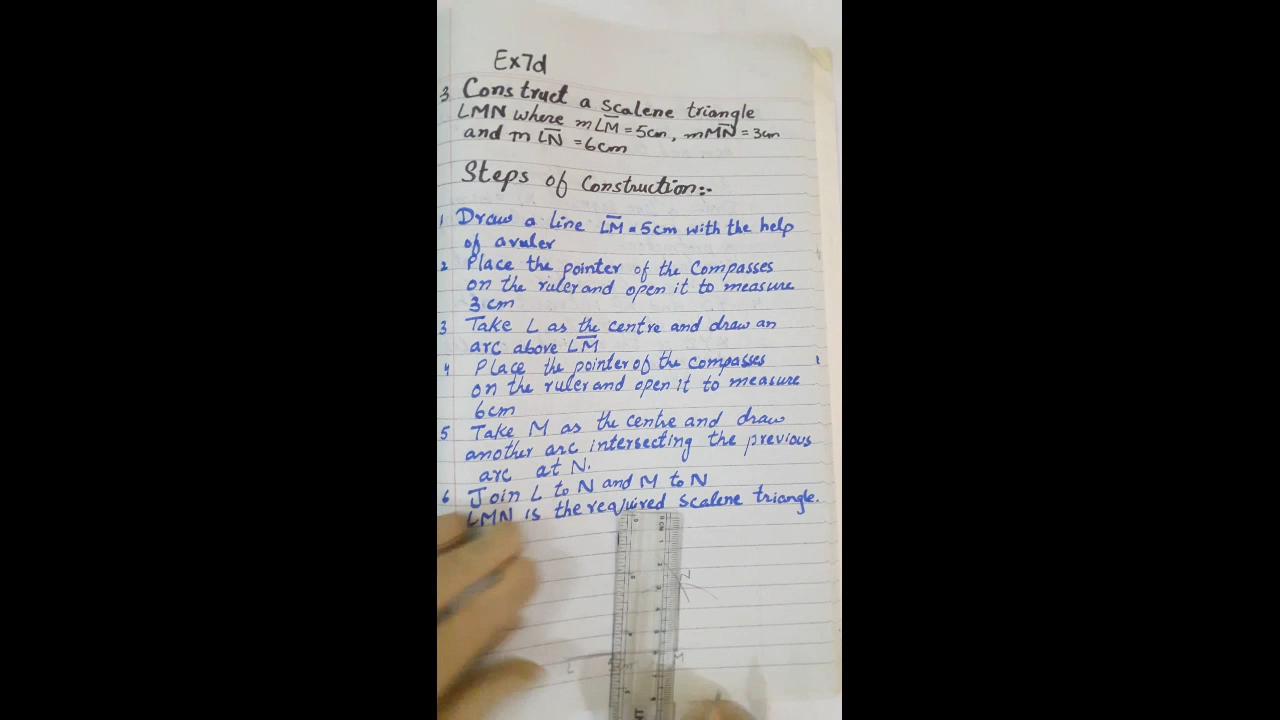 Ex7d
3 Construct a scalene triangle
LMN where mLM = 5cm, mMN = 3cm
and m LN = 6cm
Steps of Construction:-
1 Draw a line LM = 5cm with the help
of a ruler
2 Place the pointer of the Compasses
on the ruler and open it to measure
3 cm
3 Take L as the centre and draw an
arc above LM
4 Place the pointer of the compasses
on the ruler and open it to measure
6cm
5 Take M as the centre and draw
another arc intersecting the previous
arc at N.
6 Join L to N and M to N
LMN is the required scalene triangle.
N
L
M